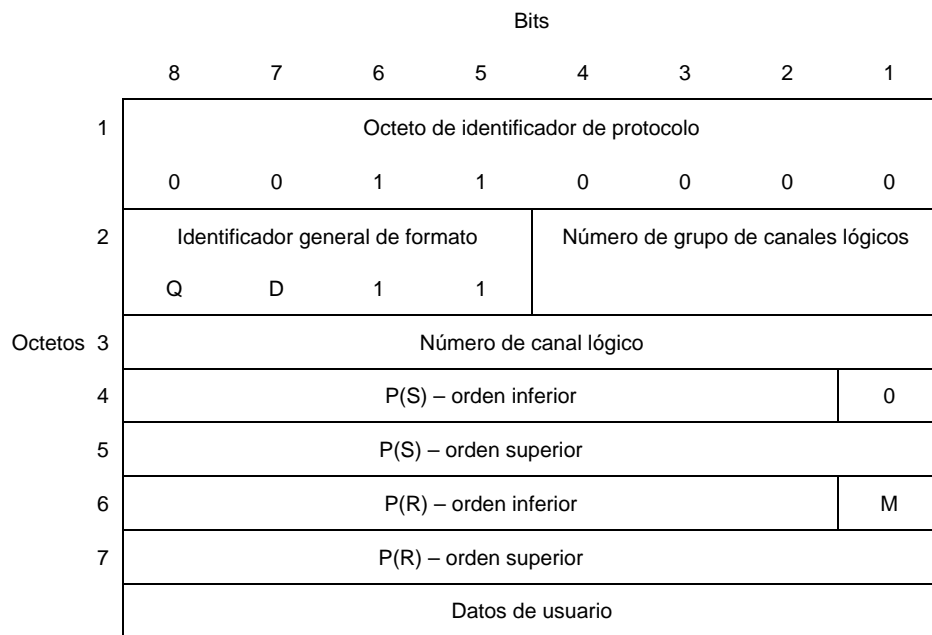 Bits
8 7 6 5 4 3 2 1
1 Octeto de identificador de protocolo
0 0 1 1 0 0 0 0
2 Identificador general de formato Número de grupo de canales lógicos
Q D 1 1
Octetos 3 Número de canal lógico
4 P(S) – orden inferior 0
5 P(S) – orden superior
6 P(R) – orden inferior M
7 P(R) – orden superior
Datos de usuario